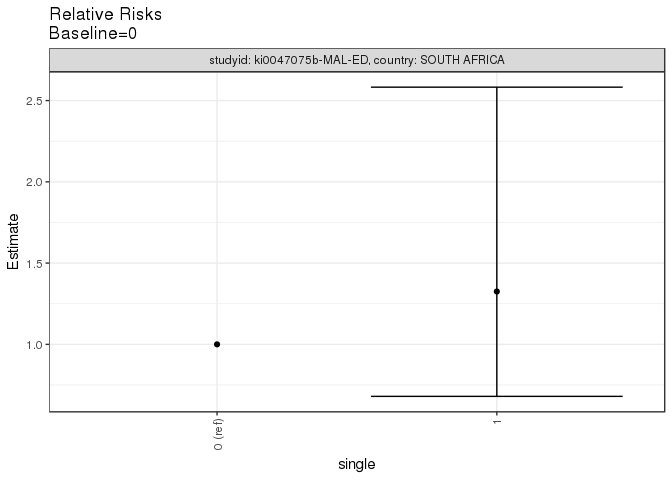 Relative Risks
Baseline=0
studyid: ki0047075b-MAL-ED, country: SOUTH AFRICA
2.5
2.0
1.5
1.0
Estimate
0 (ref)
1
single